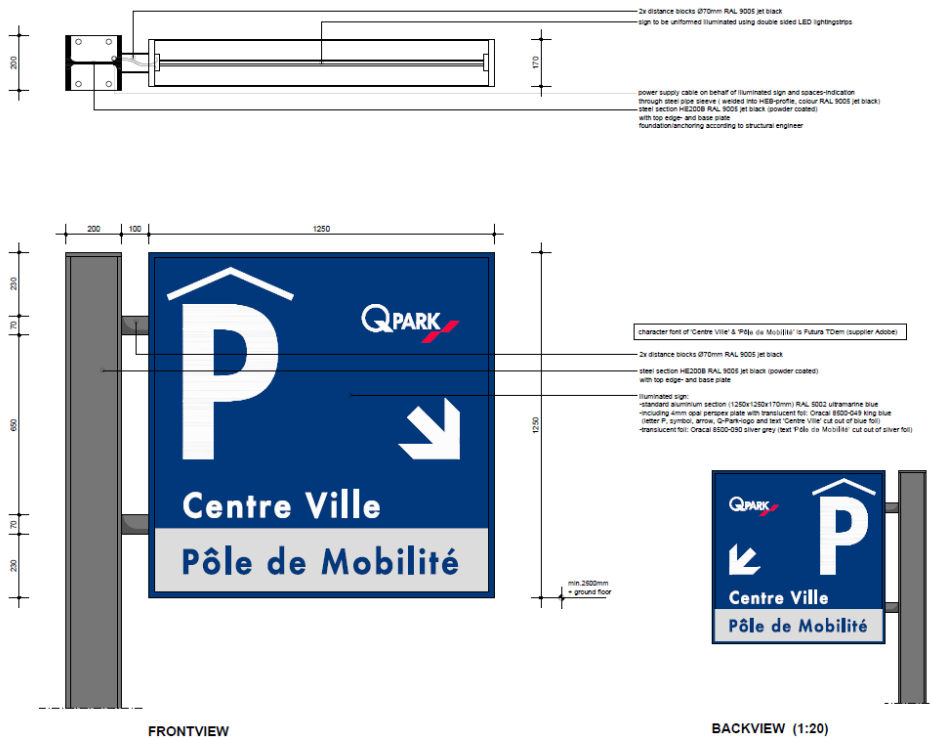 2x distance blocks Ø70mm RAL 9005 jet black
sign to be uniformed illuminated using double sided LED lightingstrips
200
170
power supply cable on behalf of illuminated sign and spaces-indication
through steel pipe sleeve ( welded into HEB-profile, colour RAL 9005 jet black)
steel section HE200B RAL 9005 jet black (powder coated)
with top edge- and base plate
foundation/anchoring according to structural engineer
200
100
1250
230
70
650
70
230
P
Q PARK
Centre Ville
Pôle de Mobilité
1250
min.2500mm
+ ground floor
character font of 'Centre Ville' & 'Pôle de Mobilité' is Futura TDem (supplier Adobe)
2x distance blocks Ø70mm RAL 9005 jet black
steel section HE200B RAL 9005 jet black (powder coated)
with top edge- and base plate
illuminated sign:
-standard aluminium section (1250x1250x170mm) RAL 5002 ultramarine blue
-including 4mm opal perspex plate with translucent foil: Oracal 8500-049 king blue
(letter P, symbol, arrow, Q-Park-logo and text 'Centre Ville' cut out of blue foil)
-translucent foil: Oracal 8500-090 silver grey (text 'Pôle de Mobilité' cut out of silver foil)
Q PARK
P
Centre Ville
Pôle de Mobilité
FRONTVIEW
BACKVIEW (1:20)